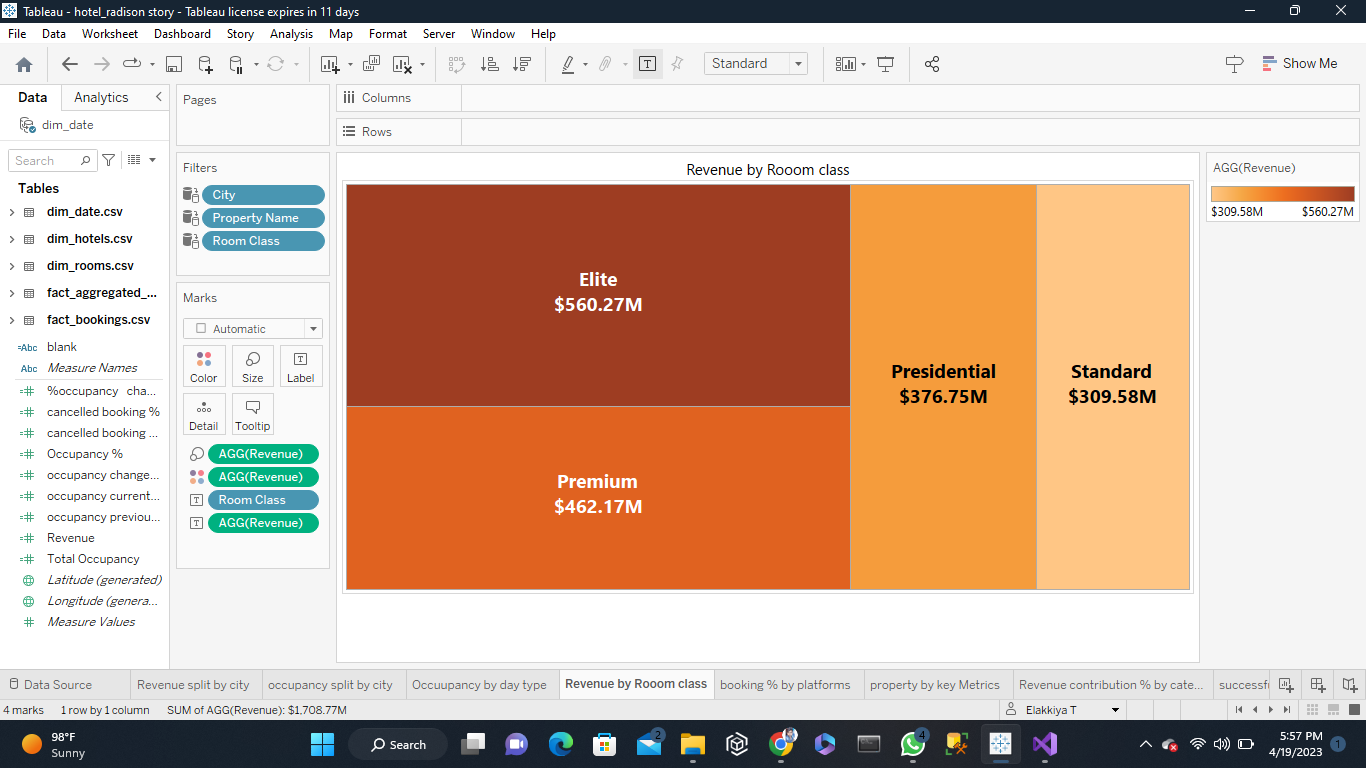 Tableau - hotel_radison story - Tableau license expires in 11 days
File Data Worksheet Dashboard Story Analysis Map Format Server Window Help
Standard
Show Me
Data Analytics
dim_date
Search
Tables
dim_date.csv
dim_hotels.csv
dim_rooms.csv
fact_aggregated_...
fact_bookings.csv
=Abc blank
Abc Measure Names
%occupancy cha...
cancelled booking %
cancelled booking ...
Occupancy %
occupancy change...
occupancy current...
occupancy previou...
Revenue
Total Occupancy
Latitude (generated)
Longitude (genera...
Measure Values
Pages
Filters
City
Property Name
Room Class
Marks
Automatic
Color Size Label
Detail Tooltip
AGG(Revenue)
AGG(Revenue)
Room Class
AGG(Revenue)
Columns
Rows
Revenue by Rooom class
Elite
$560.27M
Premium
$462.17M
Presidential
$376.75M
Standard
$309.58M
AGG(Revenue)
$309.58M $560.27M
Data Source Revenue split by city occupancy split by city Occuupancy by day type Revenue by Rooom class booking % by platforms property by key Metrics Revenue contribution % by cate... successfu
4 marks 1 row by 1 column SUM of AGG(Revenue): $1,708.77M Elakkiya T
98°F
Sunny
Search
2
4
5:57 PM
4/19/2023
1